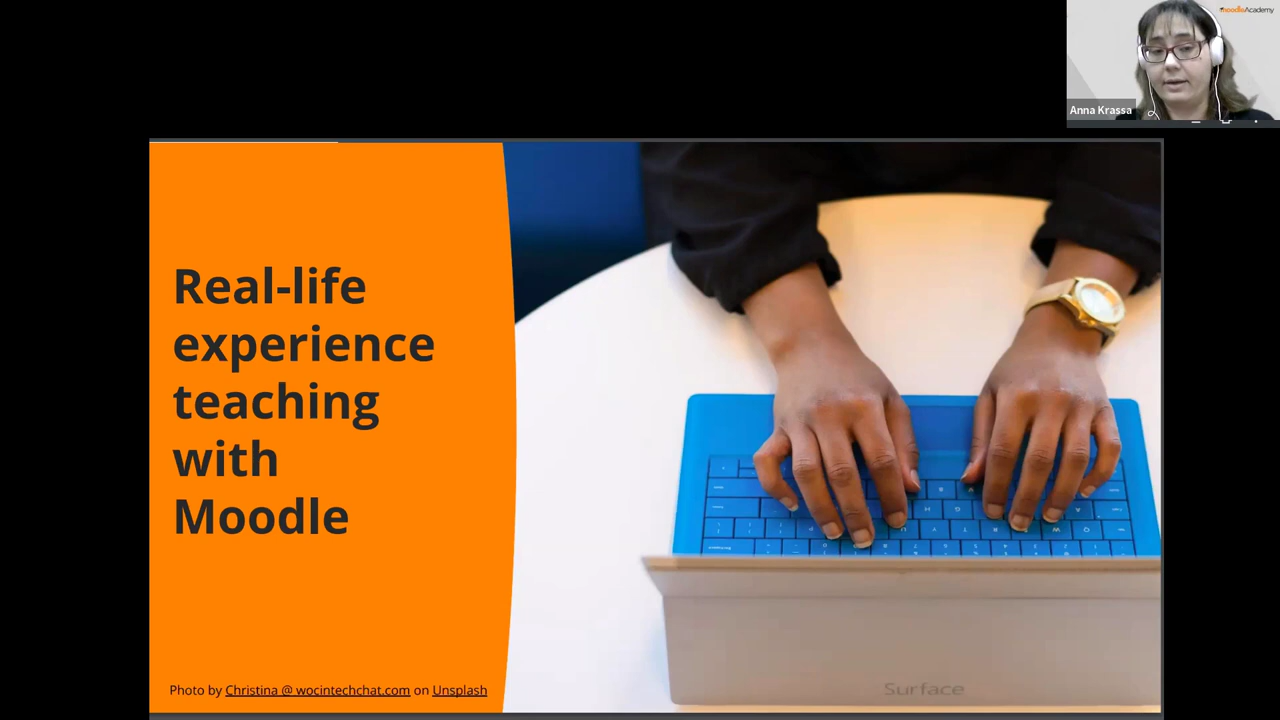 moodleAcademy
Anna Krassa
Real-life
experience
teaching
with
Moodle
Surface
Photo by Christina @ wocintechchat.com on Unsplash